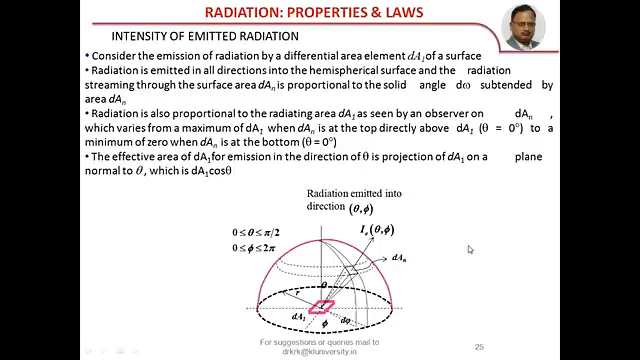 RADIATION: PROPERTIES & LAWS
INTENSITY OF EMITTED RADIATION
• Consider the emission of radiation by a differential area element dA1 of a surface
• Radiation is emitted in all directions into the hemispherical surface and the radiation
streaming through the surface area dAn is proportional to the solid angle dω subtended by
area dAn
• Radiation is also proportional to the radiating area dA1 as seen by an observer on dAn ,
which varies from a maximum of dA1 when dAn is at the top directly above dA1 (θ = 0°) to a
minimum of zero when dAn is at the bottom (θ = 0°)
• The effective area of dA1 for emission in the direction of θ is projection of dA1 on a plane
normal to θ , which is dA1cosθ
Radiation emitted into
direction (θ,ϕ)
0 ≤ θ ≤ π/2
0 ≤ ϕ ≤ 2π
Ie(θ,ϕ)
dAn
θ
r
dA1
ϕ
dφ
For suggestions or queries mail to
drkrk@kluniversity.in
25